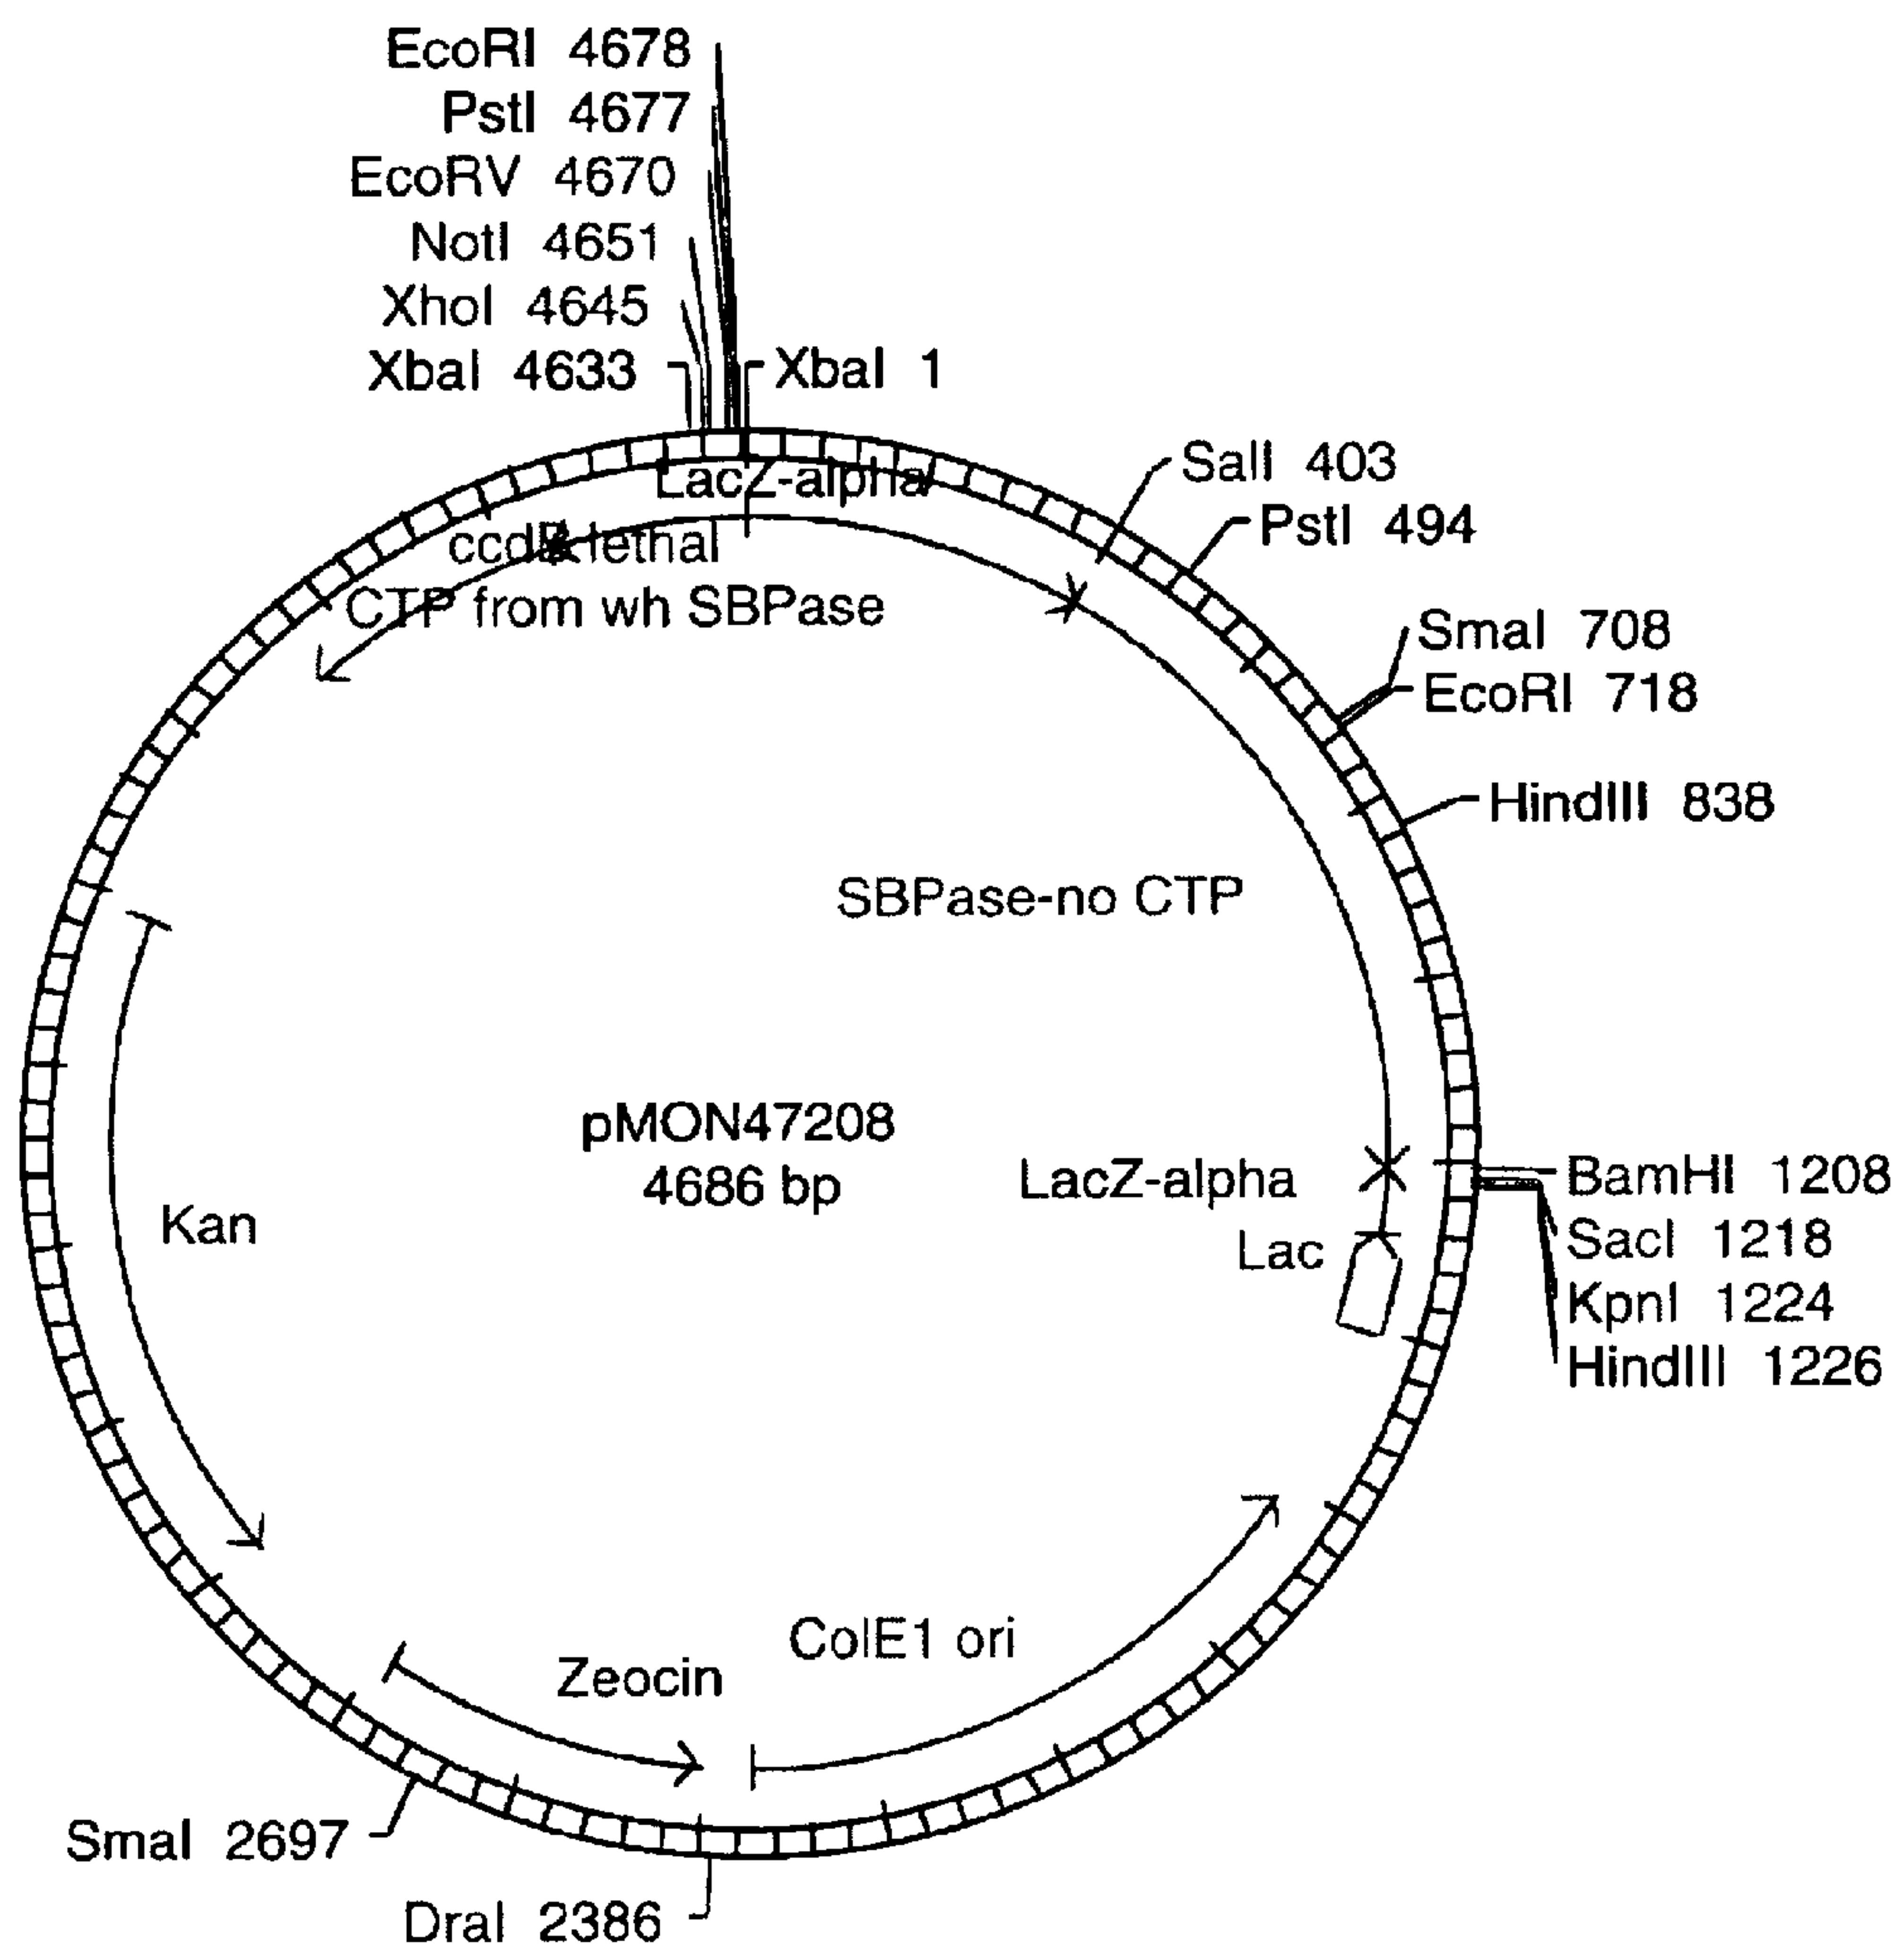 EcoRI 4678
PstI 4677
EcoRV 4670
NotI 4651
XhoI 4645
XbaI 4633
XbaI 1
SalI 403
PstI 494
SmaI 708
EcoRI 718
HindIII 838
LacZ-alpha
ccdB lethal
CTP from wh SBPase
SBPase-no CTP
pMON47208
4686 bp
LacZ-alpha
Lac
BamHI 1208
SacI 1218
KpnI 1224
HindIII 1226
Kan
ColE1 ori
Zeocin
SmaI 2697
DraI 2386